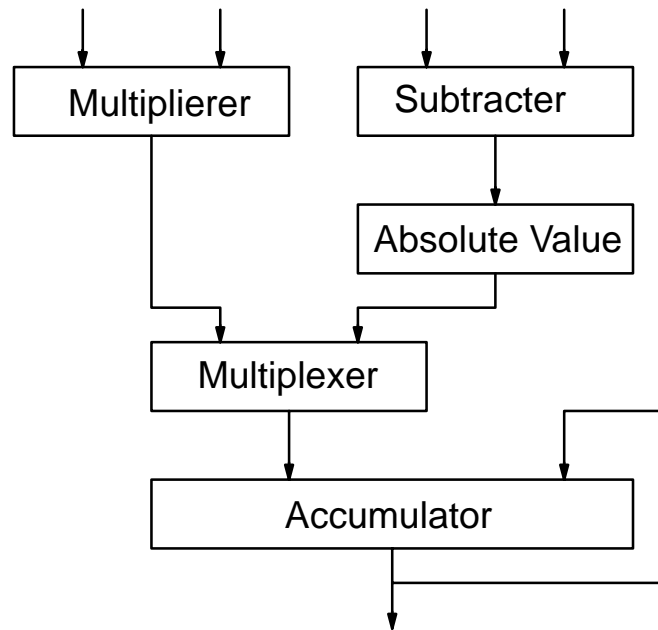 Multiplierer
Subtracter
Absolute Value
Multiplexer
Accumulator